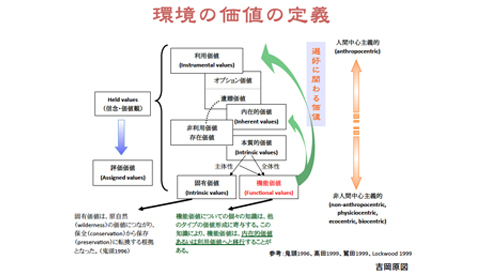 環境の価値の定義
利用価値
(Instrumental values)
オプション価値
遺贈価値
内在的価値
(Inherent values)
非利用価値
存在価値
本質的価値
(Intrinsic values)
主体性
全体性
固有価値
(Intrinsic values)
機能価値
(Functional values)
Held values
(信念・価値観)
評価価値
(Assigned values)
選好に関わる価値
人間中心主義的
(anthropocentric)
非人間中心主義的
(non-anthropocentric,
physiocentric,
ecocentric, biocentric)
固有価値は、原自然
(wilderness)の価値につながり、
保全(conservation)から保存
(preservation)に転換する根拠
となった。(鬼頭1996)
機能価値についての個々の知識は、他
のタイプの価値形成に寄与する。この
知識により、機能価値は、内在的価値
あるいは利用価値へと移行することが
ある。
参考:鬼頭1996、高田1999、鷲田1999、Lockwood 1999
吉岡原図